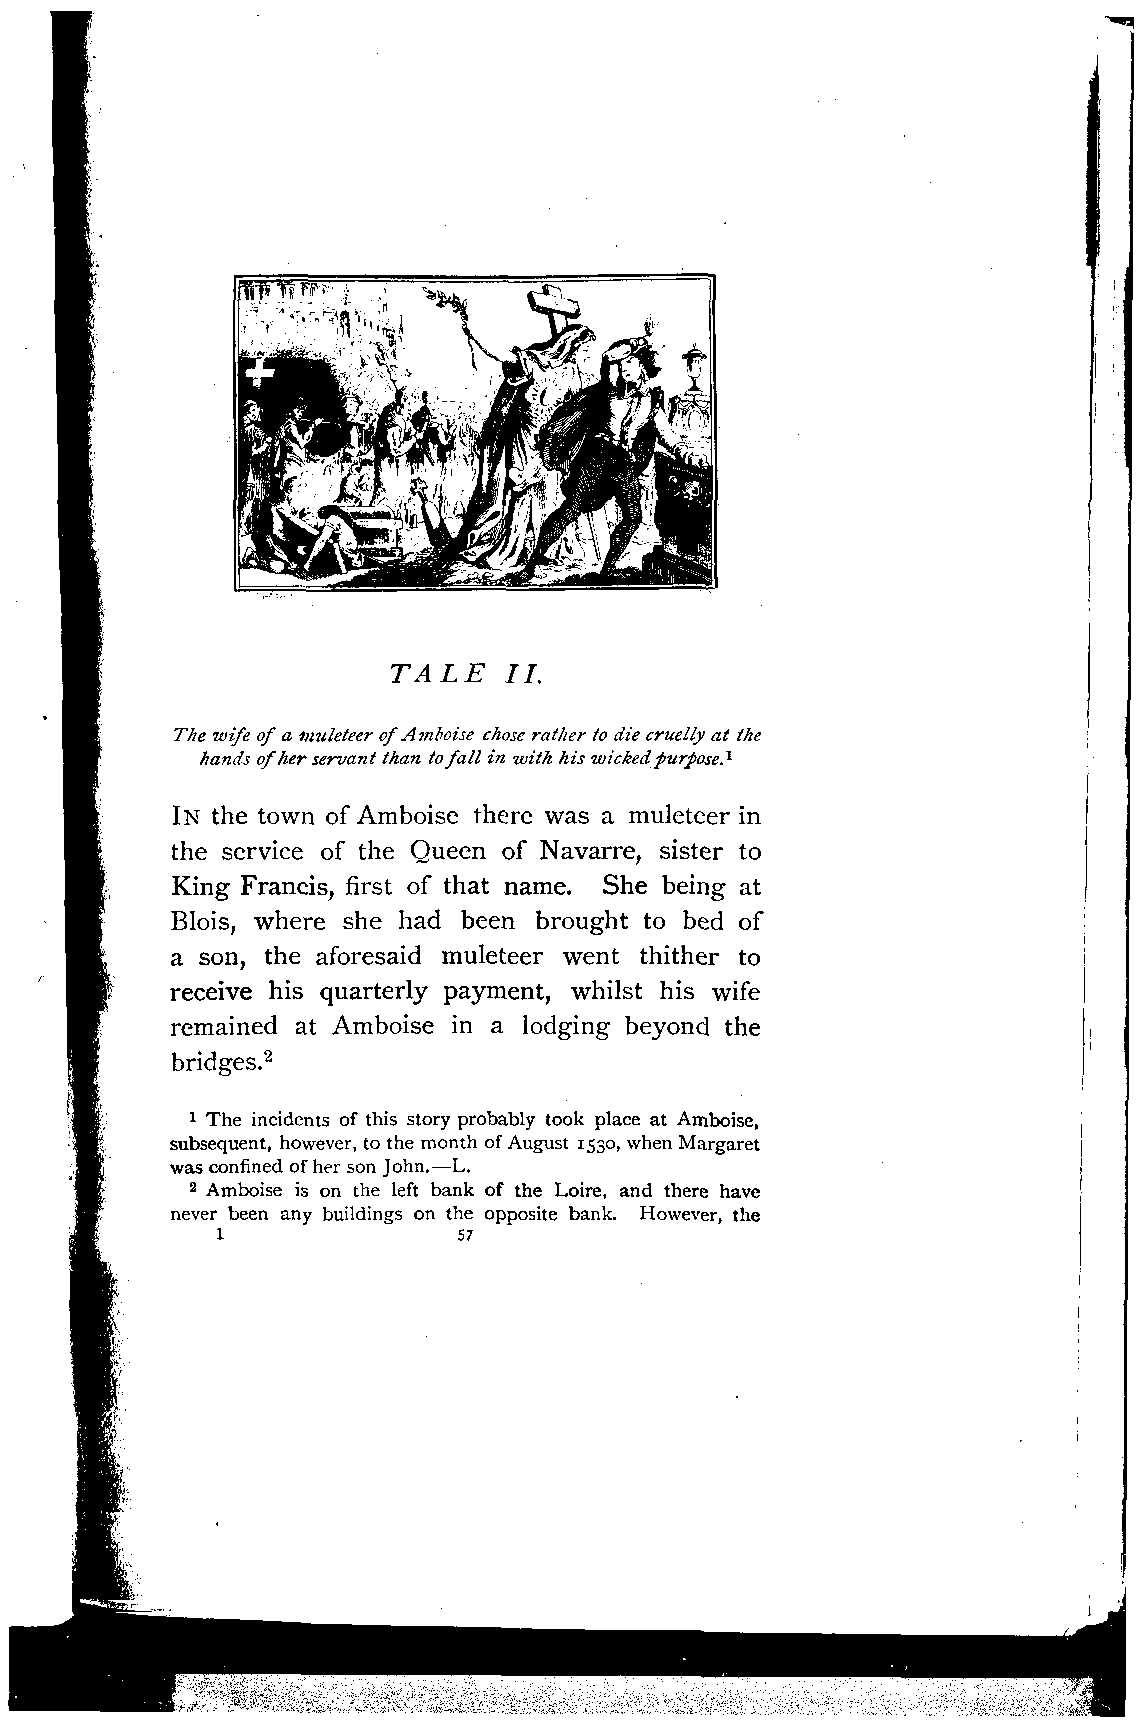 TALE II.
The wife of a muleteer of Amboise chose rather to die cruelly at the
hands of her servant than to fall in with his wicked purpose.¹
IN the town of Amboise there was a muleteer in
the service of the Queen of Navarre, sister to
King Francis, first of that name. She being at
Blois, where she had been brought to bed of
a son, the aforesaid muleteer went thither to
receive his quarterly payment, whilst his wife
remained at Amboise in a lodging beyond the
bridges.²
¹ The incidents of this story probably took place at Amboise,
subsequent, however, to the month of August 1530, when Margaret
was confined of her son John.—L.
² Amboise is on the left bank of the Loire, and there have
never been any buildings on the opposite bank. However, the
1 57